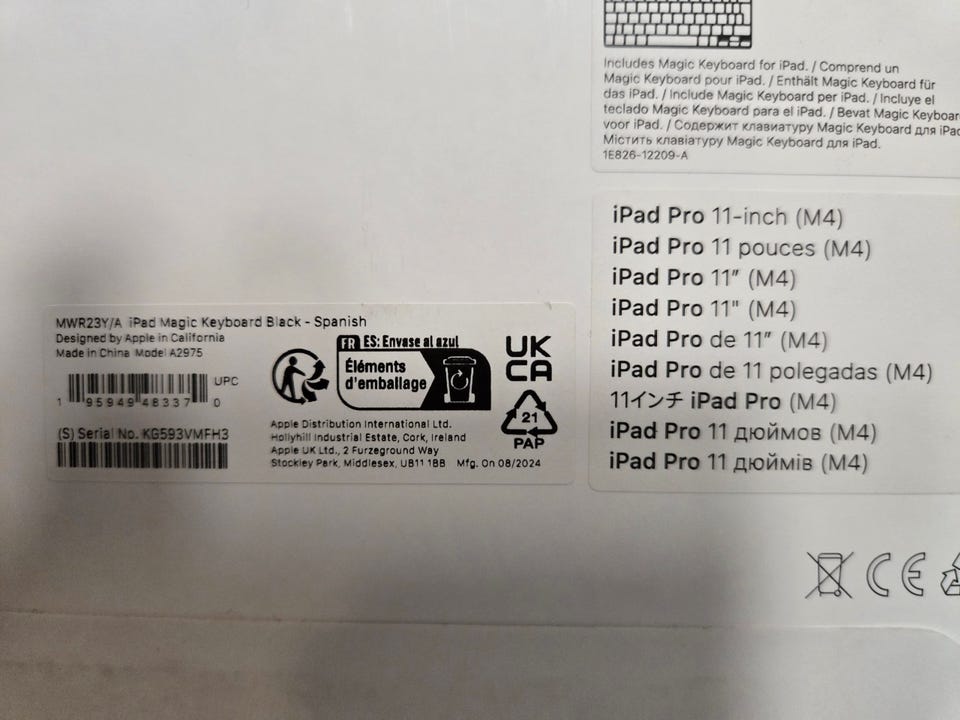 Includes Magic Keyboard for iPad. / Comprend un
Magic Keyboard pour iPad. / Enthält Magic Keyboard für
das iPad. / Include Magic Keyboard per iPad. / Incluye el
teclado Magic Keyboard para el iPad. / Bevat Magic Keyboard
voor iPad. / Содержит клавиатуру Magic Keyboard для iPad
Містить клавіатуру Magic Keyboard для iPad.
1E826-12209-A
iPad Pro 11-inch (M4)
iPad Pro 11 pouces (M4)
iPad Pro 11″ (M4)
iPad Pro 11" (M4)
iPad Pro de 11″ (M4)
iPad Pro de 11 polegadas (M4)
11インチ iPad Pro (M4)
iPad Pro 11 дюймов (M4)
iPad Pro 11 дюймів (M4)
MWR23Y/A iPad Magic Keyboard Black - Spanish
Designed by Apple in California
Made in China Model A2975
UPC
1 95949 48337 0
(S) Serial No. KG593VMFH3
FR ES: Envase al azul
Éléments
d'emballage
Apple Distribution International Ltd.
Hollyhill Industrial Estate, Cork, Ireland
Apple UK Ltd., 2 Furzeground Way
Stockley Park, Middlesex, UB11 1BB Mfg. On 08/2024
UK
CA
21
PAP
CE